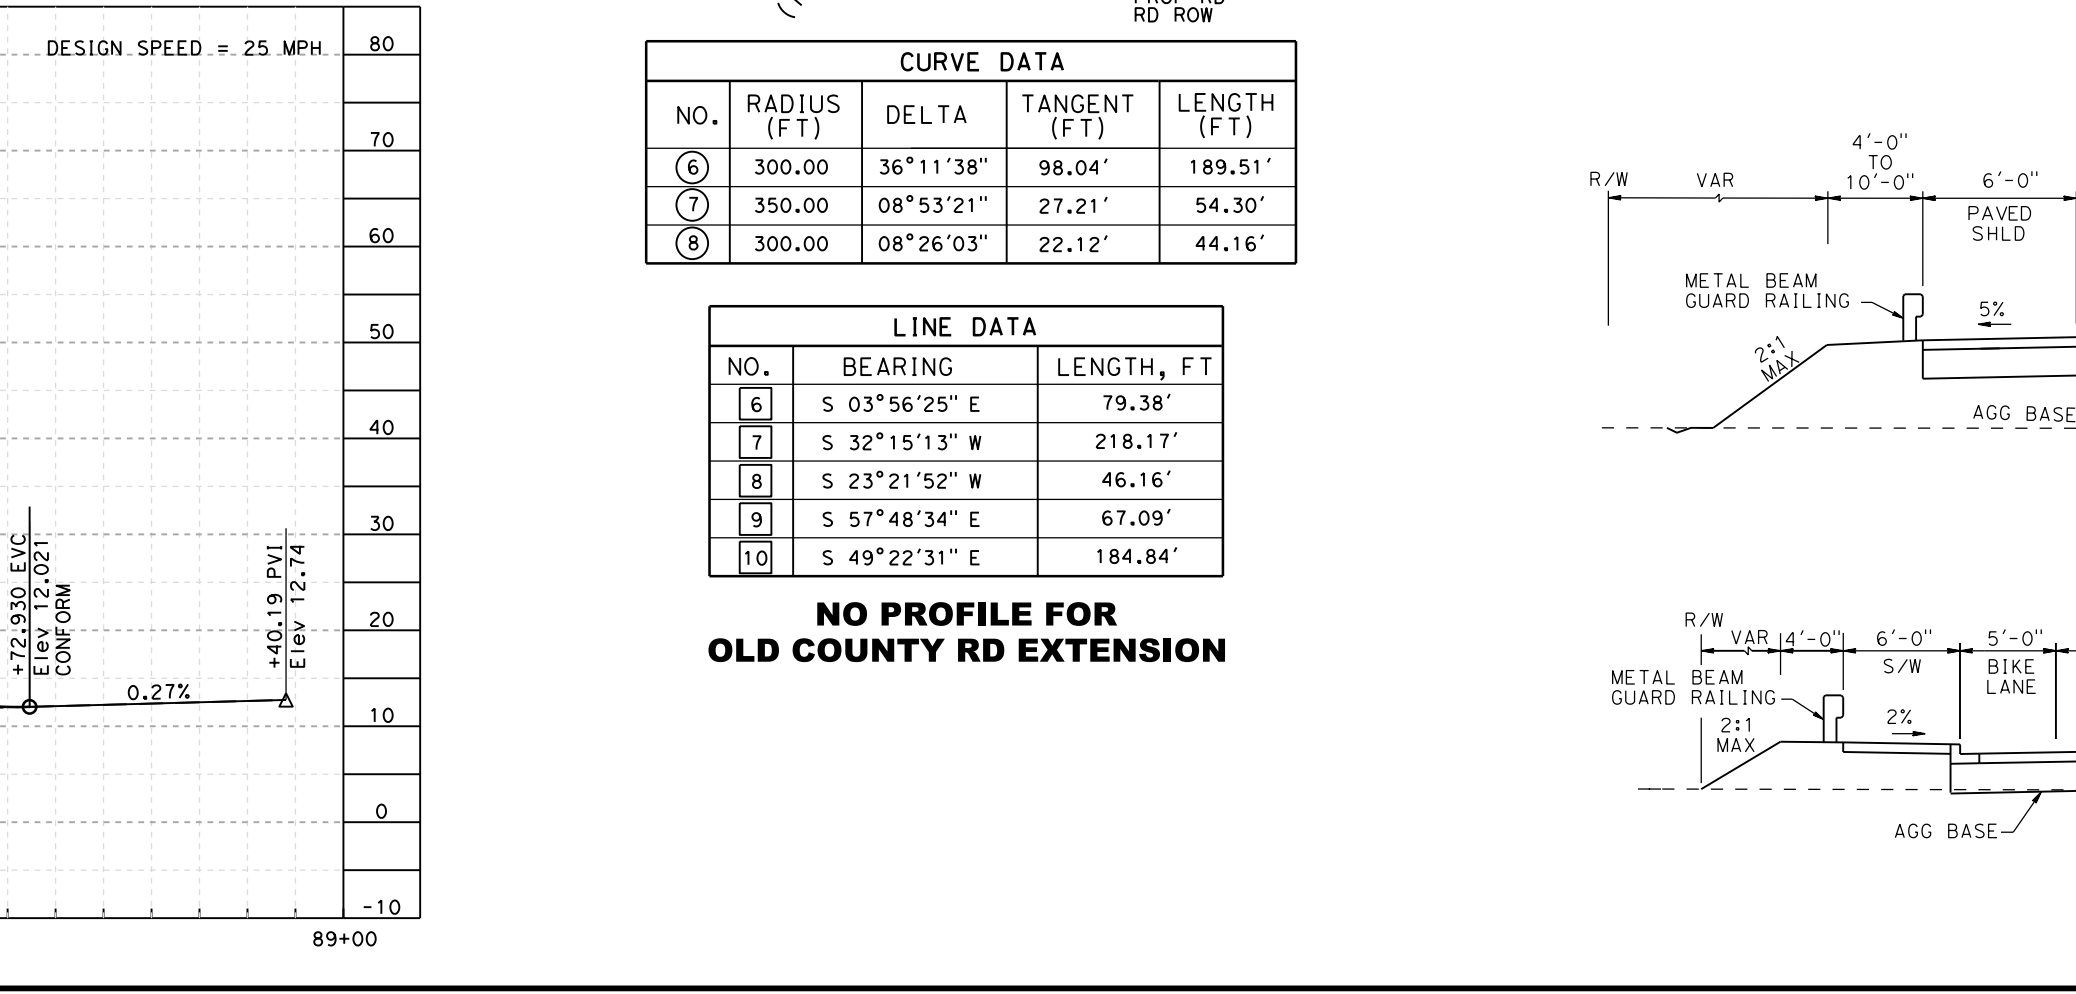 DESIGN SPEED = 25 MPH
80
70
60
50
40
30
20
10
0
-10
89+00
+72.930 EVC
Elev 12.021
CONFORM
0.27%
+40.19 PVI
Elev 12.74
RD ROW
CURVE DATA
NO. RADIUS (FT) DELTA TANGENT (FT) LENGTH (FT)
6 300.00 36°11'38" 98.04' 189.51'
7 350.00 08°53'21" 27.21' 54.30'
8 300.00 08°26'03" 22.12' 44.16'
LINE DATA
NO. BEARING LENGTH, FT
6 S 03°56'25" E 79.38'
7 S 32°15'13" W 218.17'
8 S 23°21'52" W 46.16'
9 S 57°48'34" E 67.09'
10 S 49°22'31" E 184.84'
NO PROFILE FOR
OLD COUNTY RD EXTENSION
R/W
VAR
4'-0"
TO
10'-0"
6'-0"
PAVED
SHLD
METAL BEAM
GUARD RAILING
5%
2:1
MAX
AGG BASE
R/W
VAR
4'-0"
6'-0"
5'-0"
S/W
BIKE
LANE
METAL BEAM
GUARD RAILING
2:1
MAX
2%
AGG BASE